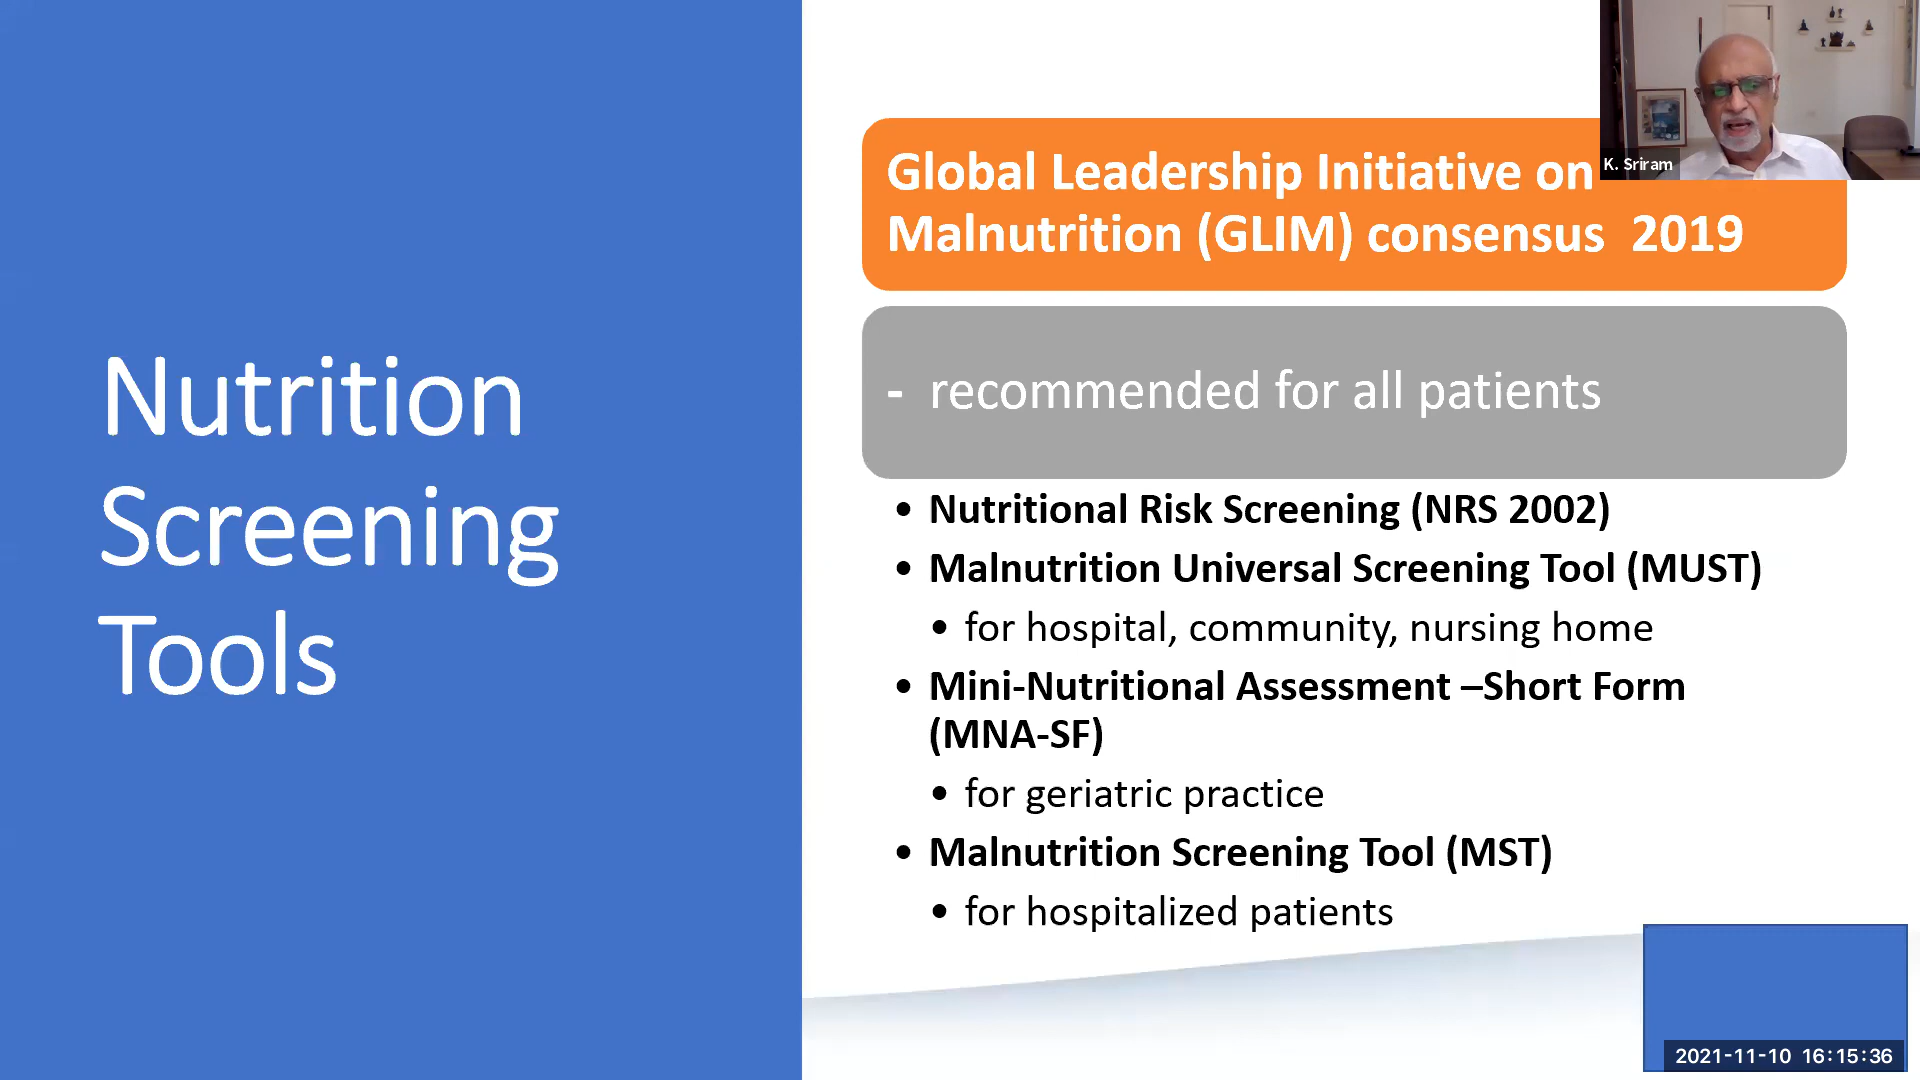 Nutrition
Screening
Tools
Global Leadership Initiative on
Malnutrition (GLIM) consensus  2019
-  recommended for all patients
• Nutritional Risk Screening (NRS 2002)
• Malnutrition Universal Screening Tool (MUST)
• for hospital, community, nursing home
• Mini-Nutritional Assessment –Short Form
(MNA-SF)
• for geriatric practice
• Malnutrition Screening Tool (MST)
• for hospitalized patients
K. Sriram
2021-11-10  16:15:36